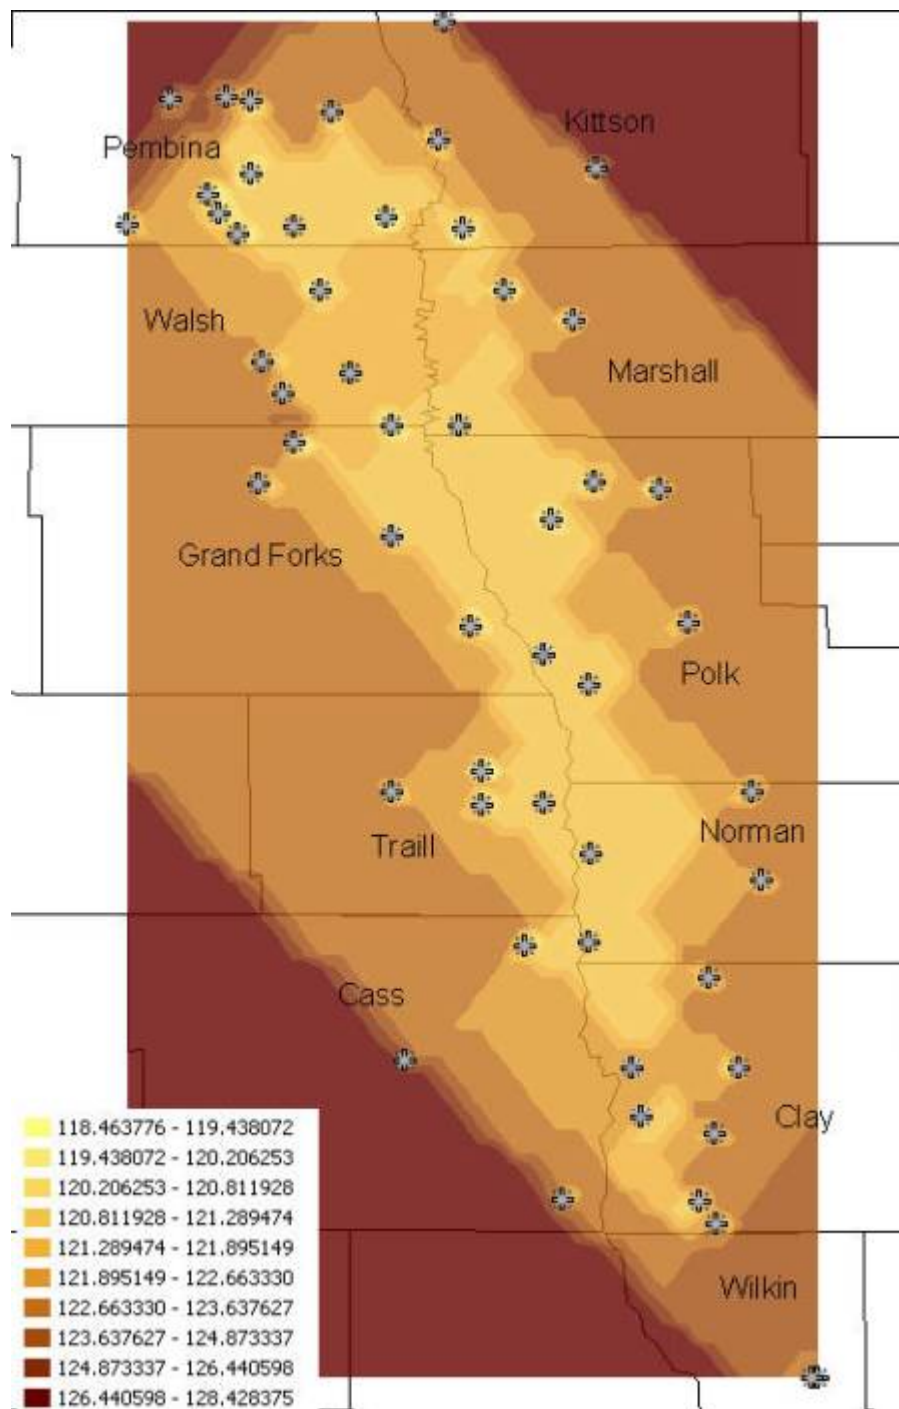 Kittson
Pembina
Walsh
Marshall
Grand Forks
Polk
Traill
Norman
Cass
Clay
Wilkin
118.463776 - 119.438072
119.438072 - 120.206253
120.206253 - 120.811928
120.811928 - 121.289474
121.289474 - 121.895149
121.895149 - 122.663330
122.663330 - 123.637627
123.637627 - 124.873337
124.873337 - 126.440598
126.440598 - 128.428375